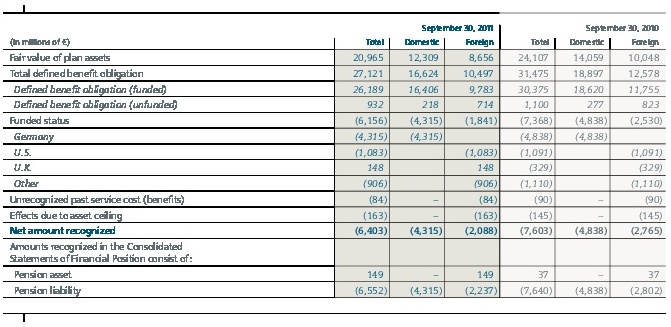 September 30, 2011 September 30, 2010
(in millions of €) Total Domestic Foreign Total Domestic Foreign
Fair value of plan assets 20,965 12,309 8,656 24,107 14,059 10,048
Total defined benefit obligation 27,121 16,624 10,497 31,475 18,897 12,578
Defined benefit obligation (funded) 26,189 16,406 9,783 30,375 18,620 11,755
Defined benefit obligation (unfunded) 932 218 714 1,100 277 823
Funded status (6,156) (4,315) (1,841) (7,368) (4,838) (2,530)
Germany (4,315) (4,315) (4,838) (4,838)
U.S. (1,083) (1,083) (1,091) (1,091)
U.K. 148 148 (329) (329)
Other (906) (906) (1,110) (1,110)
Unrecognized past service cost (benefits) (84) – (84) (90) – (90)
Effects due to asset ceiling (163) – (163) (145) – (145)
Net amount recognized (6,403) (4,315) (2,088) (7,603) (4,838) (2,765)
Amounts recognized in the Consolidated
Statements of Financial Position consist of:
Pension asset 149 – 149 37 – 37
Pension liability (6,552) (4,315) (2,237) (7,640) (4,838) (2,802)